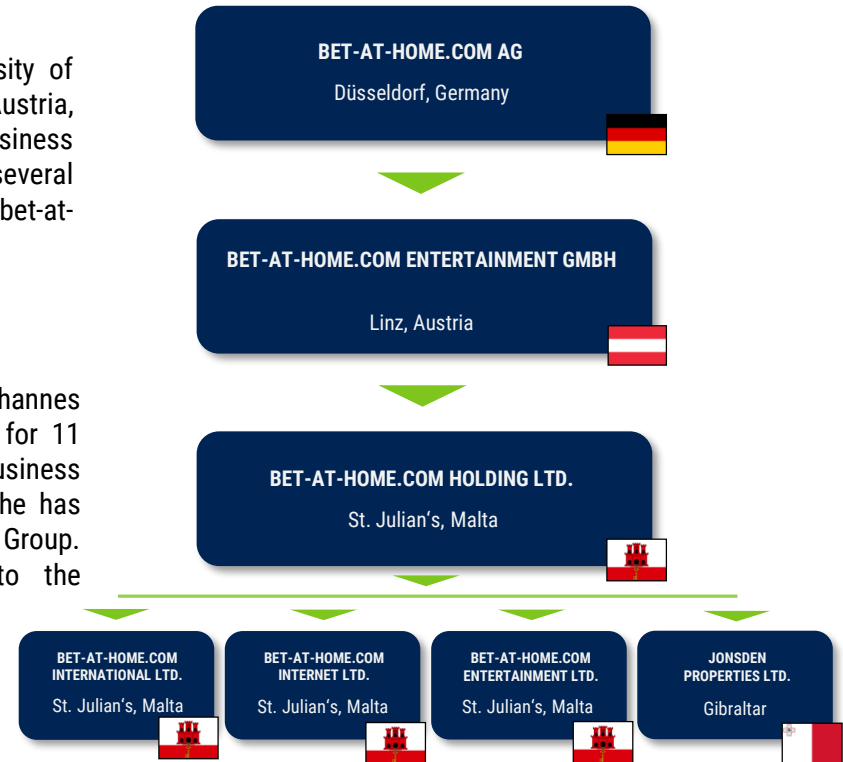 sity of
ustria,
siness
several
bet-at-
hannes
for 11
usiness
he has
Group.
to the
BET-AT-HOME.COM AG
Düsseldorf, Germany
BET-AT-HOME.COM ENTERTAINMENT GMBH
Linz, Austria
BET-AT-HOME.COM HOLDING LTD.
St. Julian‘s, Malta
BET-AT-HOME.COM
INTERNATIONAL LTD.
St. Julian‘s, Malta
BET-AT-HOME.COM
INTERNET LTD.
St. Julian‘s, Malta
BET-AT-HOME.COM
ENTERTAINMENT LTD.
St. Julian‘s, Malta
JONSDEN
PROPERTIES LTD.
Gibraltar